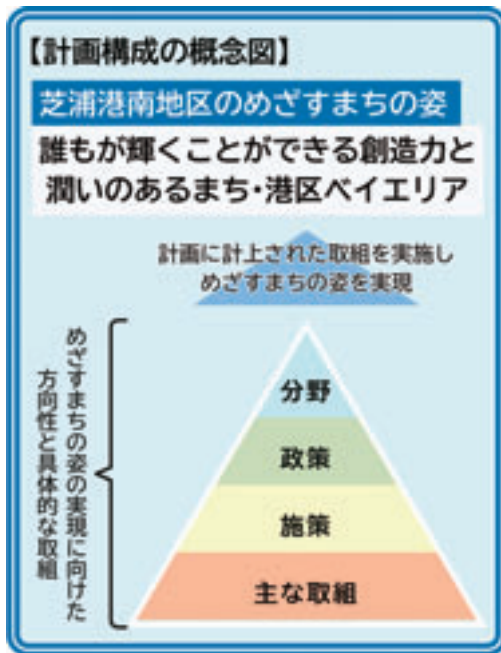 【計画構成の概念図】
芝浦港南地区のめざすまちの姿
誰もが輝くことができる創造力と
潤いのあるまち・港区ベイエリア
計画に計上された取組を実施し
めざすまちの姿を実現
めざすまちの姿の実現に向けた
方向性と具体的な取組
分野
政策
施策
主な取組